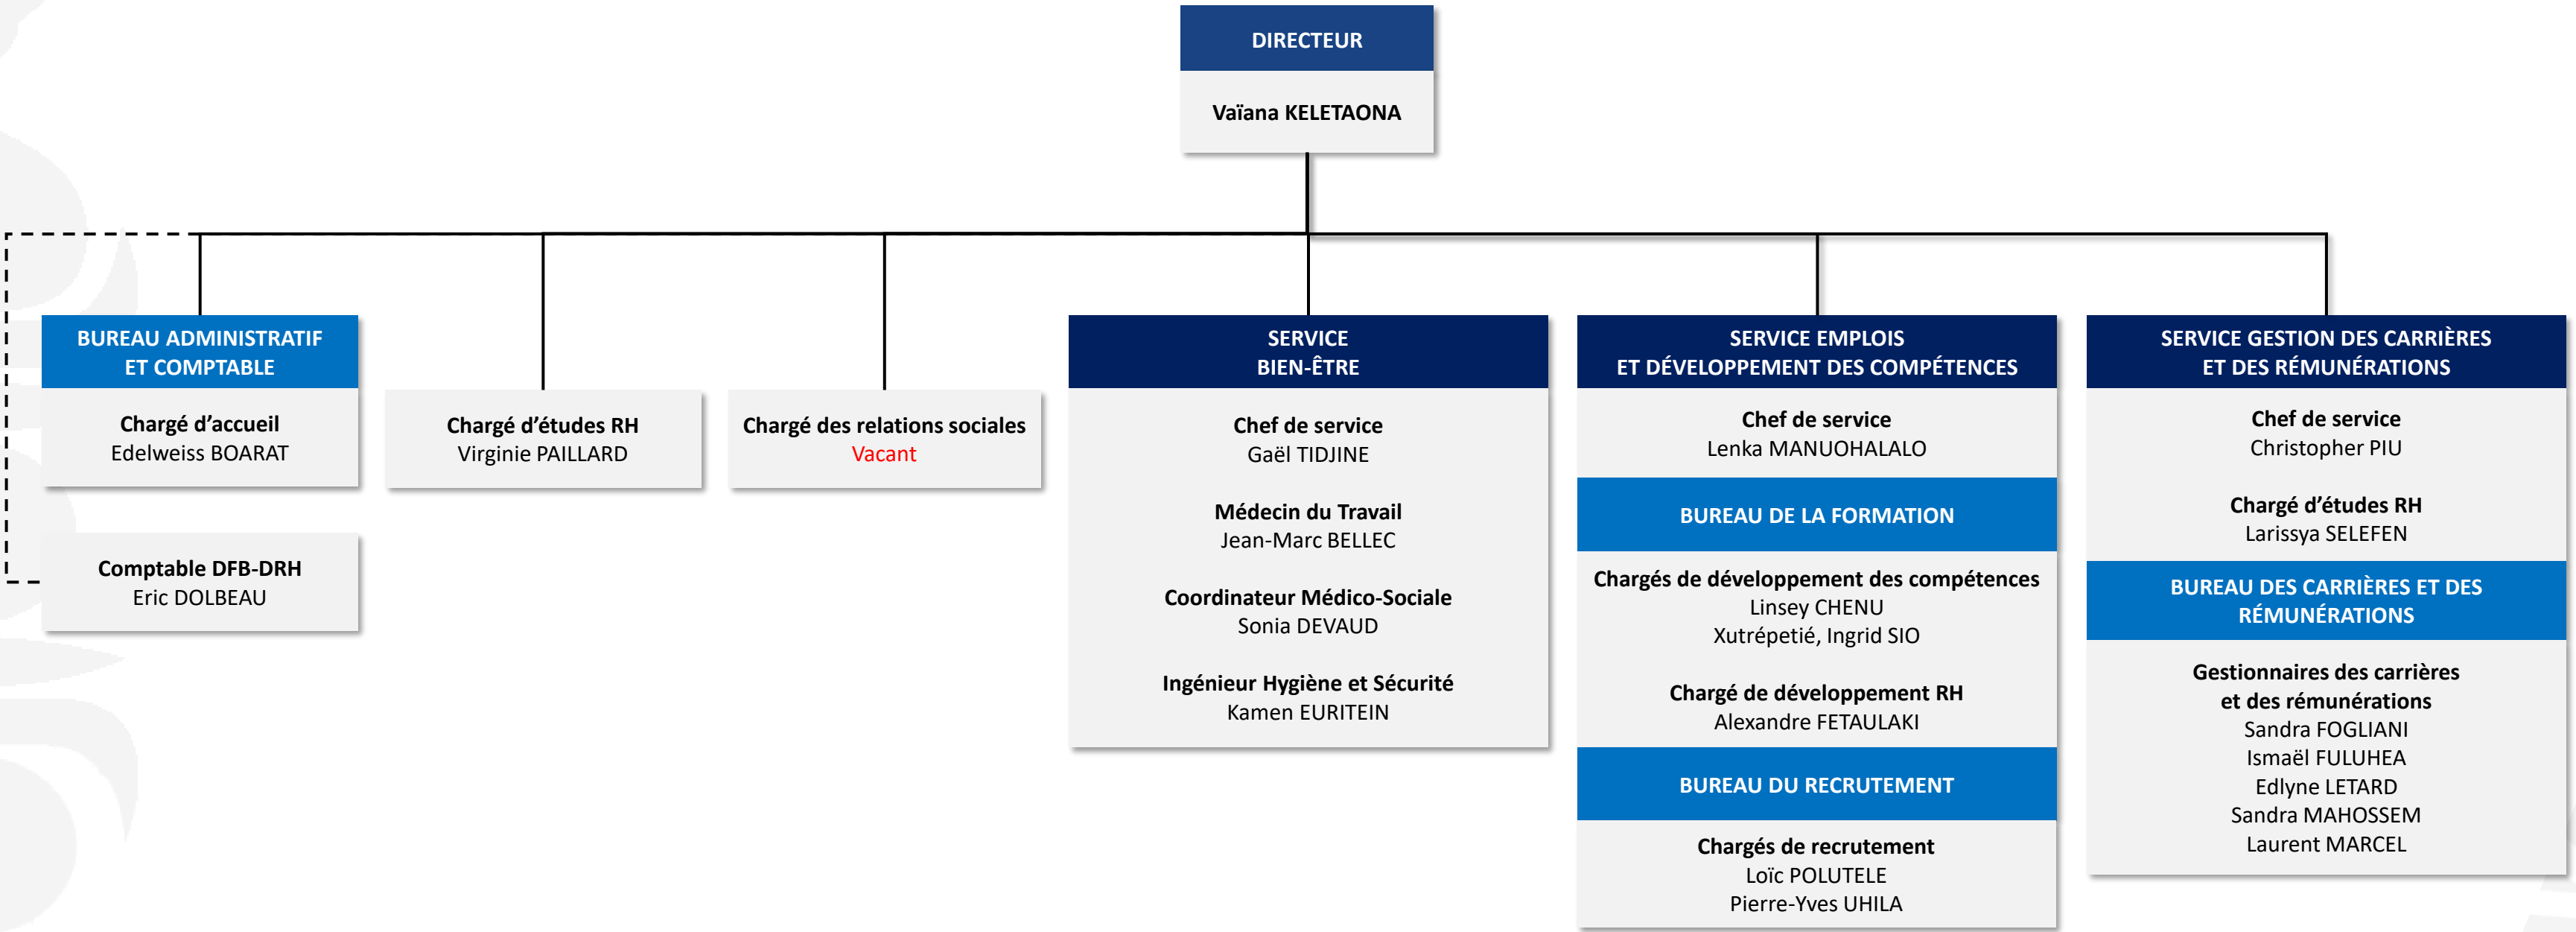 DIRECTEUR
Vaïana KELETAONA
BUREAU ADMINISTRATIF
ET COMPTABLE
Chargé d’accueil
Edelweiss BOARAT
Comptable DFB-DRH
Eric DOLBEAU
Chargé d’études RH
Virginie PAILLARD
Chargé des relations sociales
Vacant
SERVICE
BIEN-ÊTRE
Chef de service
Gaël TIDJINE
Médecin du Travail
Jean-Marc BELLEC
Coordinateur Médico-Sociale
Sonia DEVAUD
Ingénieur Hygiène et Sécurité
Kamen EURITEIN
SERVICE EMPLOIS
ET DÉVELOPPEMENT DES COMPÉTENCES
Chef de service
Lenka MANUOHALALO
BUREAU DE LA FORMATION
Chargés de développement des compétences
Linsey CHENU
Xutrépetié, Ingrid SIO
Chargé de développement RH
Alexandre FETAULAKI
BUREAU DU RECRUTEMENT
Chargés de recrutement
Loïc POLUTELE
Pierre-Yves UHILA
SERVICE GESTION DES CARRIÈRES
ET DES RÉMUNÉRATIONS
Chef de service
Christopher PIU
Chargé d’études RH
Larissya SELEFEN
BUREAU DES CARRIÈRES ET DES
RÉMUNÉRATIONS
Gestionnaires des carrières
et des rémunérations
Sandra FOGLIANI
Ismaël FULUHEA
Edlyne LETARD
Sandra MAHOSSEM
Laurent MARCEL